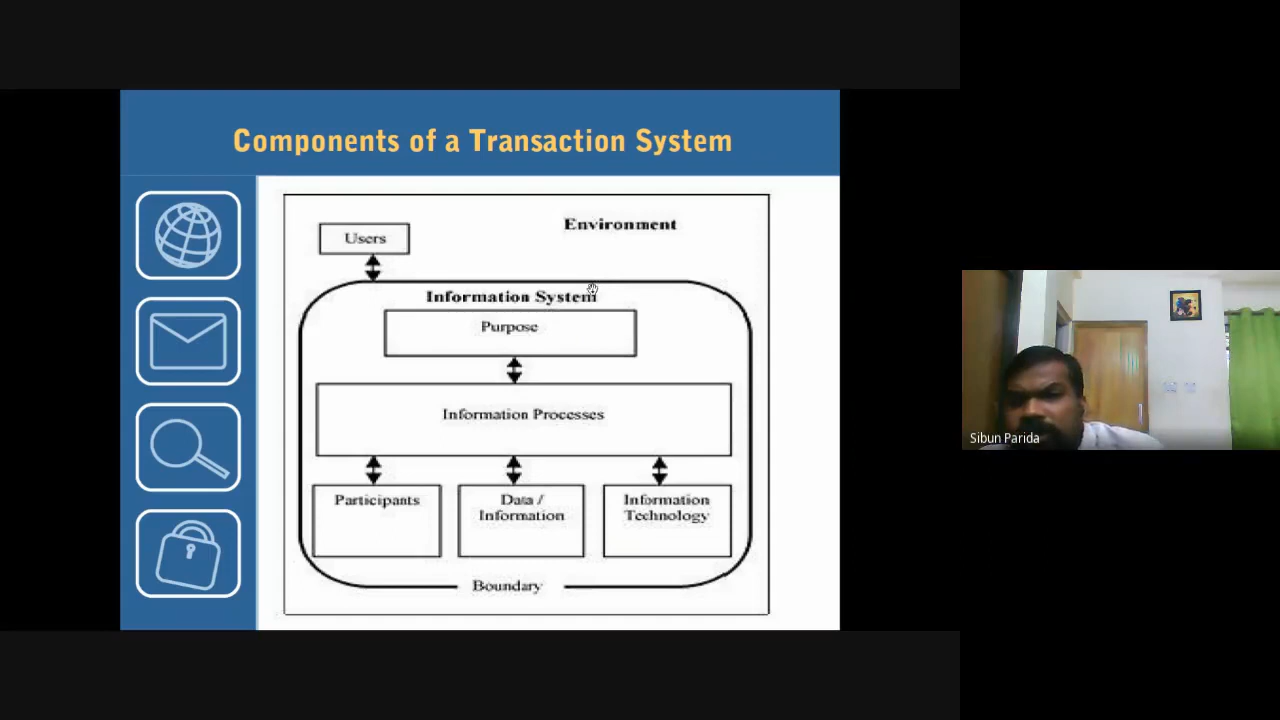 Components of a Transaction System
Users
Environment
Information System
Purpose
Information Processes
Participants
Data /
Information
Information
Technology
Boundary
Sibun Parida